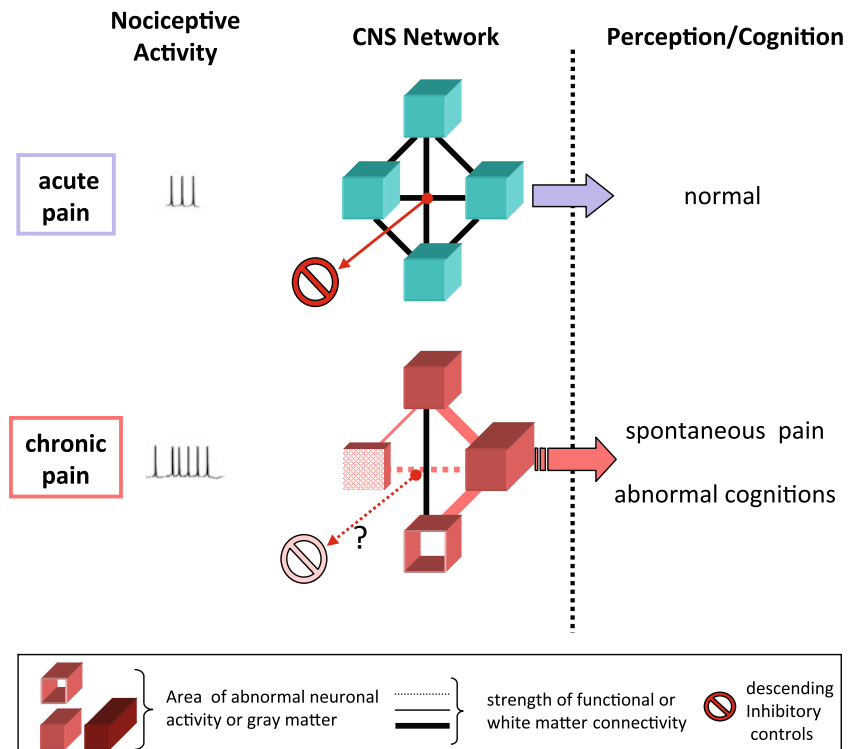 Nociceptive
Activity
CNS Network
Perception/Cognition
acute
pain
normal
chronic
pain
?
spontaneous pain
abnormal cognitions
Area of abnormal neuronal
activity or gray matter
strength of functional or
white matter connectivity
descending
Inhibitory
controls